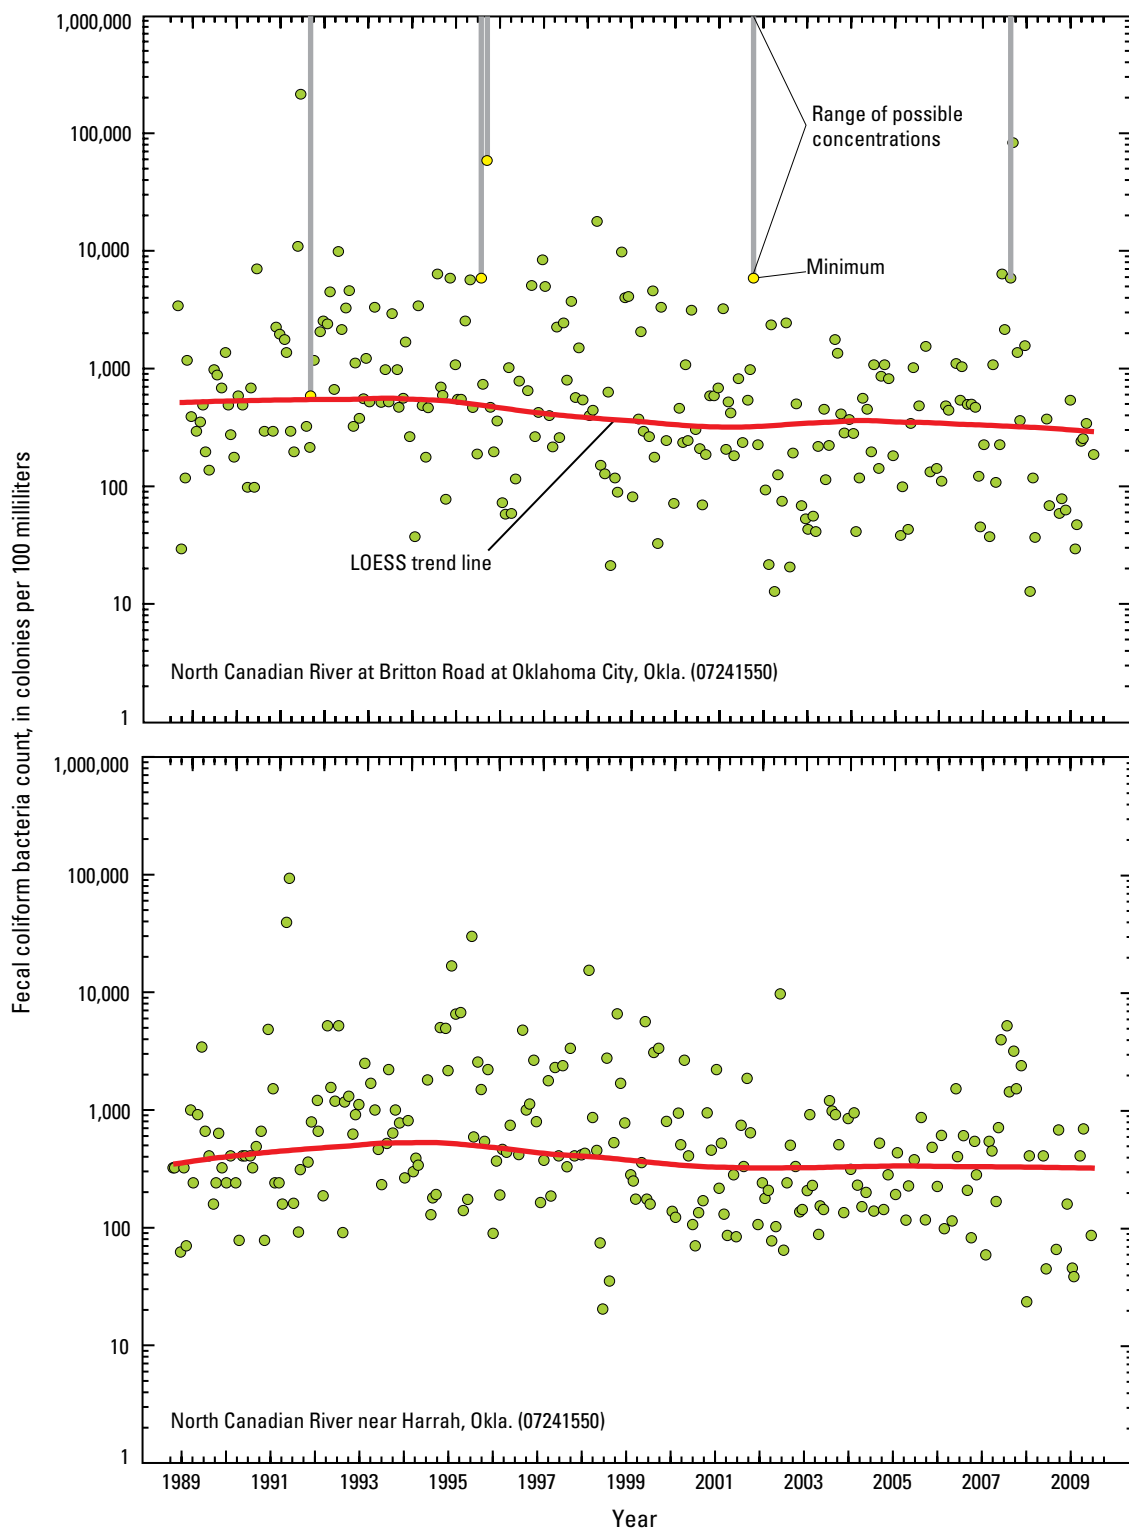 Fecal coliform bacteria count, in colonies per 100 milliliters
1,000,000
100,000
10,000
1,000
100
10
1
Range of possible
concentrations
Minimum
LOESS trend line
North Canadian River at Britton Road at Oklahoma City, Okla. (07241550)
1,000,000
100,000
10,000
1,000
100
10
1
North Canadian River near Harrah, Okla. (07241550)
1989 1991 1993 1995 1997 1999 2001 2003 2005 2007 2009
Year